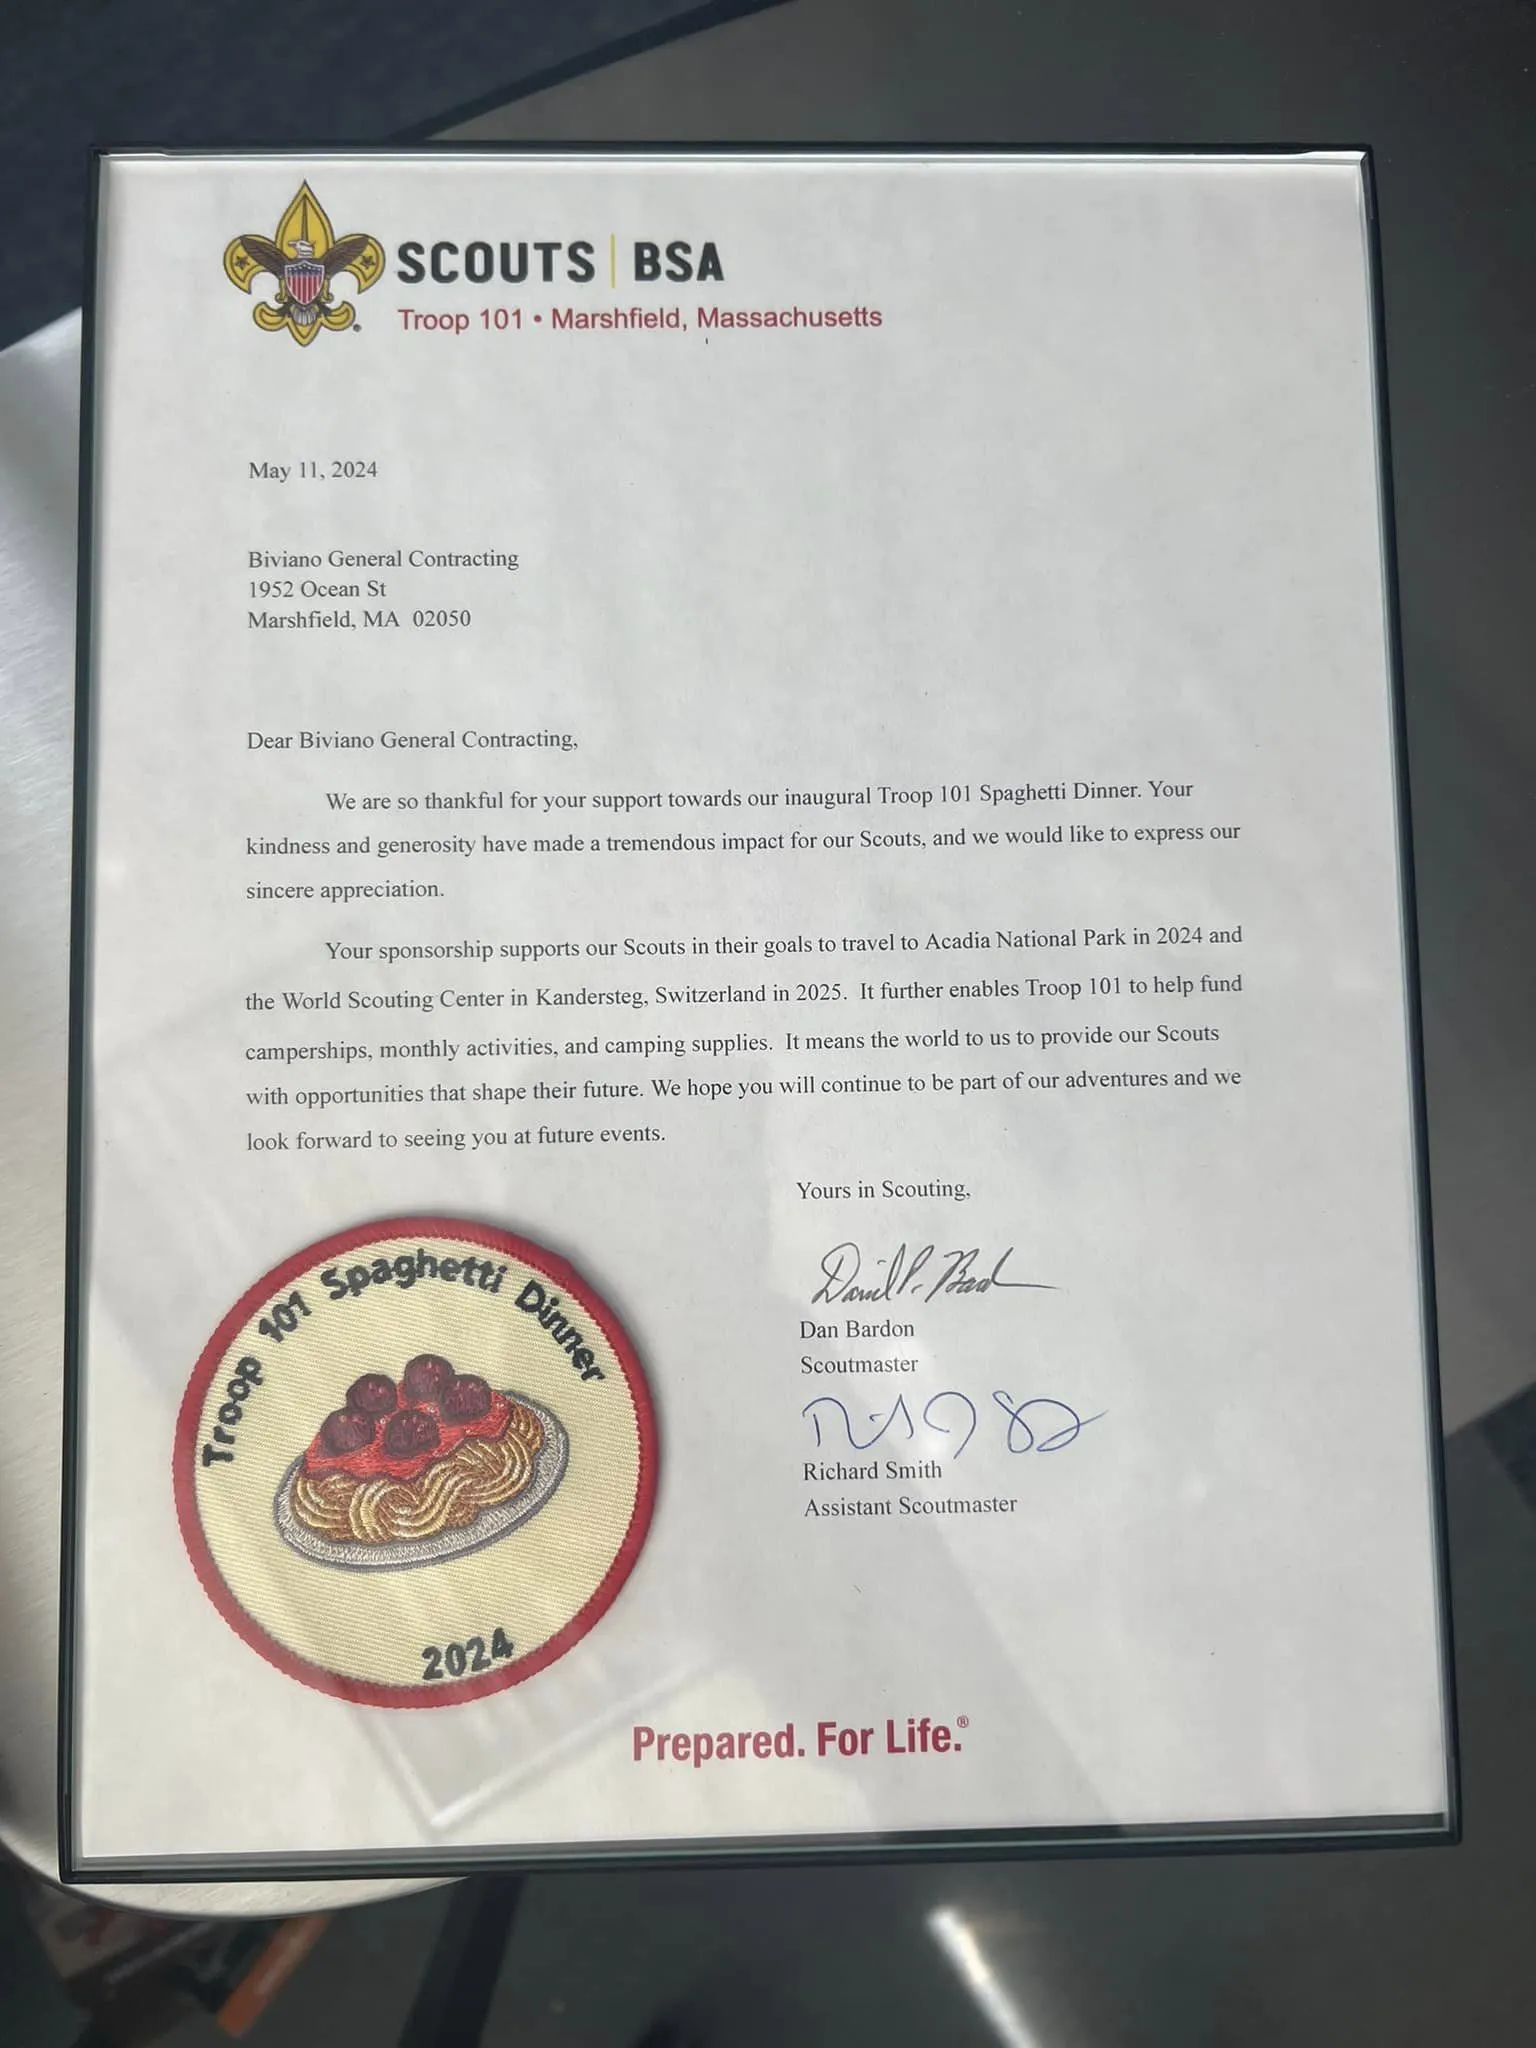 SCOUTS | BSA
Troop 101 • Marshfield, Massachusetts
May 11, 2024
Biviano General Contracting
1952 Ocean St
Marshfield, MA  02050
Dear Biviano General Contracting,
We are so thankful for your support towards our inaugural Troop 101 Spaghetti Dinner. Your
kindness and generosity have made a tremendous impact for our Scouts, and we would like to express our
sincere appreciation.
Your sponsorship supports our Scouts in their goals to travel to Acadia National Park in 2024 and
the World Scouting Center in Kandersteg, Switzerland in 2025.  It further enables Troop 101 to help fund
camperships, monthly activities, and camping supplies.  It means the world to us to provide our Scouts
with opportunities that shape their future. We hope you will continue to be part of our adventures and we
look forward to seeing you at future events.
Yours in Scouting,
Daniel P. Bardon
Dan Bardon
Scoutmaster
Richard Smith
Assistant Scoutmaster
Troop 101 Spaghetti Dinner
2024
Prepared. For Life.®